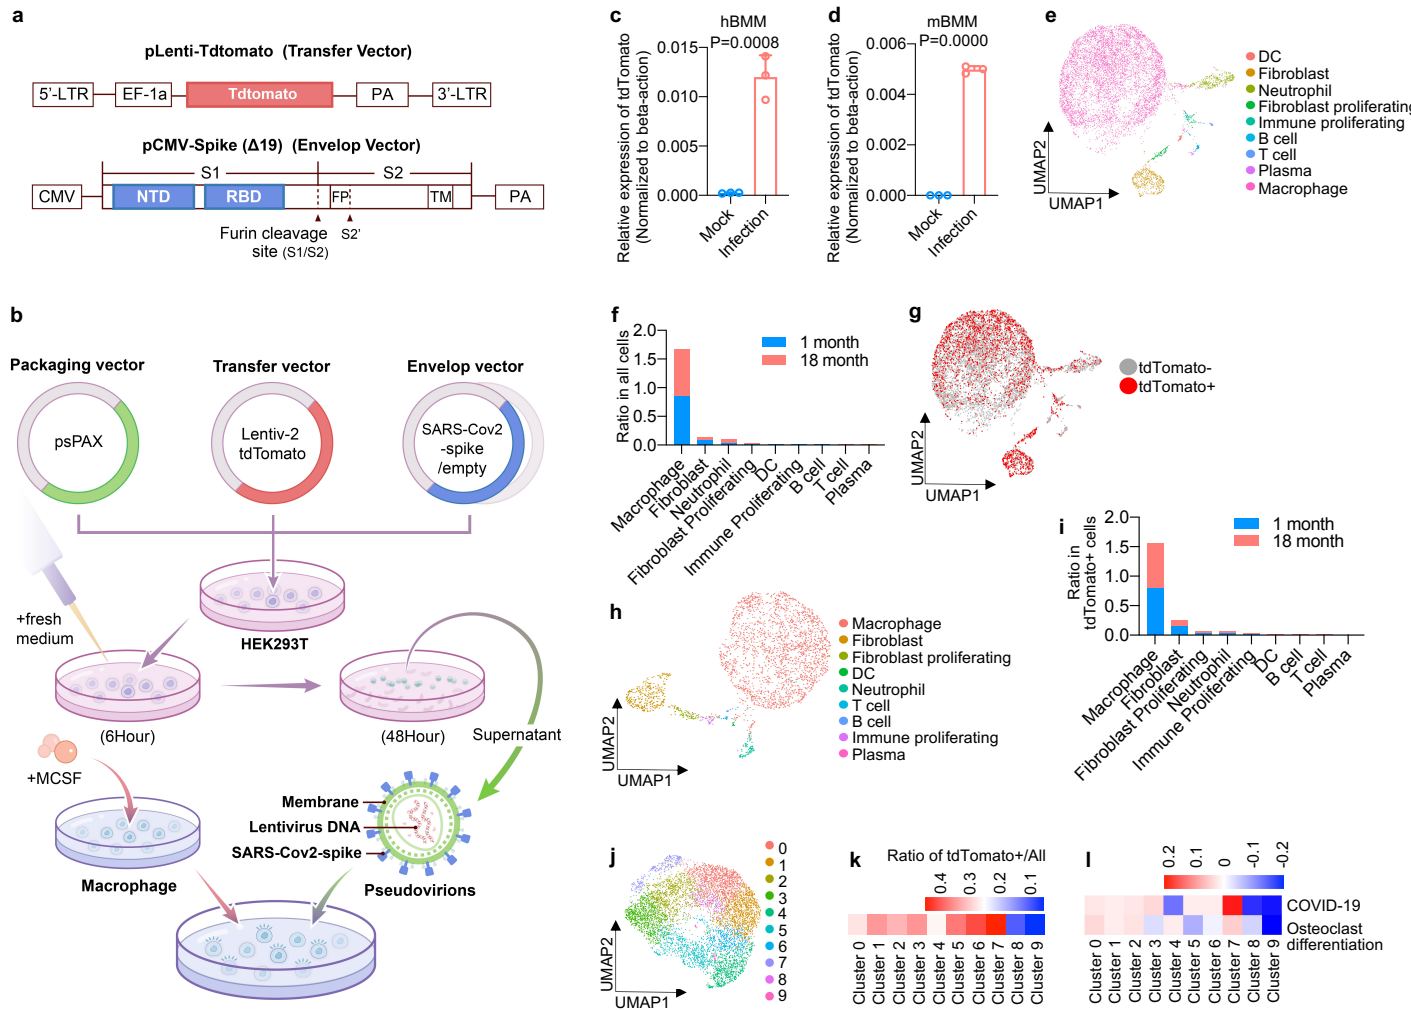 a
pLenti-Tdtomato (Transfer Vector)
5'-LTR
EF-1a
Tdtomato
PA
3'-LTR
pCMV-Spike (Δ19) (Envelop Vector)
S1
S2
CMV
NTD
RBD
FP
TM
PA
Furin cleavage
site (S1/S2)
S2'
b
Packaging vector
Transfer vector
Envelop vector
psPAX
Lentiv-2
tdTomato
SARS-Cov2
-spike
/empty
+fresh
medium
HEK293T
(6Hour)
(48Hour)
Supernatant
+MCSF
Macrophage
Membrane
Lentivirus DNA
SARS-Cov2-spike
Pseudovirions
c
hBMM
P=0.0008
Relative expression of tdTomato
(Normalized to beta-action)
0.015
0.010
0.005
0.000
Mock
Infection
d
mBMM
P=0.0000
Relative expression of tdTomato
(Normalized to beta-action)
0.006
0.004
0.002
0.000
Mock
Infection
e
UMAP2
UMAP1
DC
Fibroblast
Neutrophil
Fibroblast proliferating
Immune proliferating
B cell
T cell
Plasma
Macrophage
f
Ratio in all cells
2.0
1.5
1.0
0.5
0.0
1 month
18 month
Macrophage
Fibroblast
Neutrophil
Fibroblast Proliferating
DC
Immune Proliferating
B cell
T cell
Plasma
g
UMAP2
UMAP1
tdTomato-
tdTomato+
h
UMAP2
UMAP1
Macrophage
Fibroblast
Fibroblast proliferating
DC
Neutrophil
T cell
B cell
Immune proliferating
Plasma
i
Ratio in
tdTomato+ cells
2.0
1.5
1.0
0.5
0.0
1 month
18 month
Macrophage
Fibroblast
Fibroblast Proliferating
Neutrophil
Immune Proliferating
DC
B cell
T cell
Plasma
j
UMAP2
UMAP1
0
1
2
3
4
5
6
7
8
9
k
Ratio of tdTomato+/All
0.4
0.3
0.2
0.1
Cluster 0
Cluster 1
Cluster 2
Cluster 3
Cluster 4
Cluster 5
Cluster 6
Cluster 7
Cluster 8
Cluster 9
l
0.2
0.1
0
-0.1
-0.2
COVID-19
Osteoclast
differentiation
Cluster 0
Cluster 1
Cluster 2
Cluster 3
Cluster 4
Cluster 5
Cluster 6
Cluster 7
Cluster 8
Cluster 9